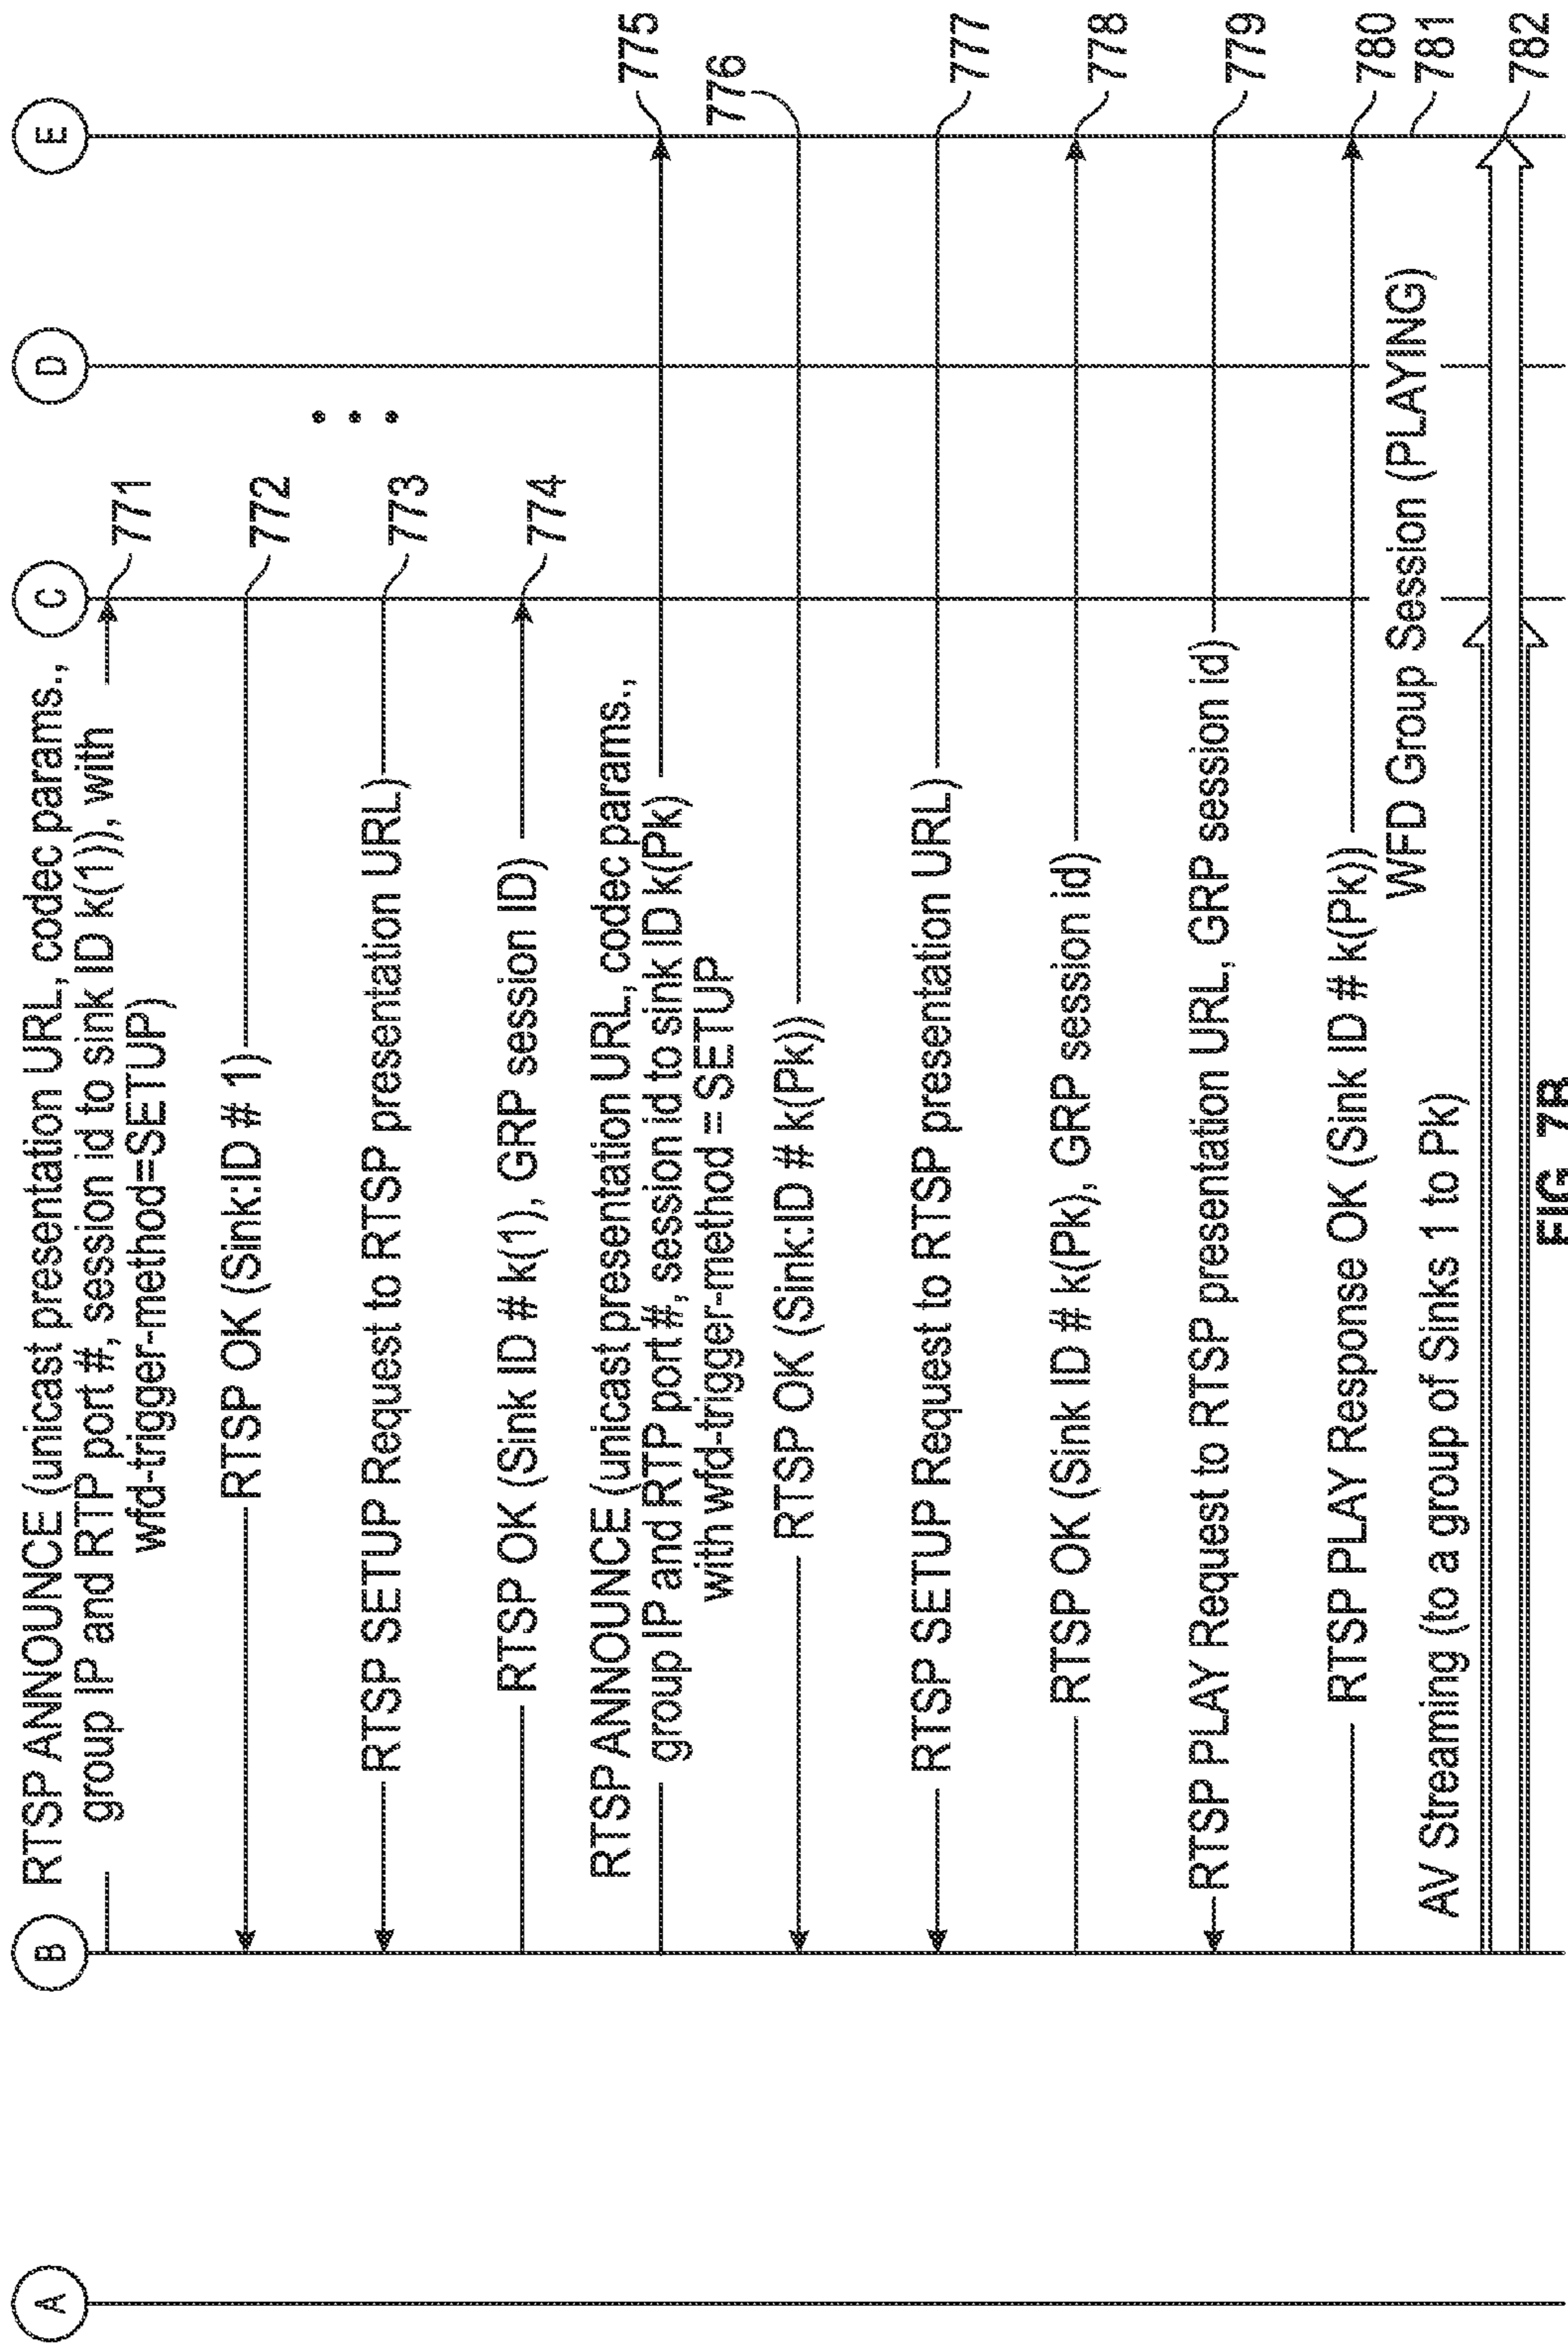 A
B
C
D
E
RTSP ANNOUNCE (unicast presentation URL, codec params.,
group IP and RTP port #, session id to sink ID k(1)), with
wfd-trigger-method=SETUP)
771
RTSP OK (Sink:ID # 1)
772
RTSP SETUP Request to RTSP presentation URL)
773
RTSP OK (Sink ID # k(1), GRP session ID)
774
RTSP ANNOUNCE (unicast presentation URL, codec params.,
group IP and RTP port #, session id to sink ID k(Pk)
with wfd-trigger-method = SETUP
775
RTSP OK (Sink:ID # k(Pk))
776
RTSP SETUP Request to RTSP presentation URL)
777
RTSP OK (Sink ID # k(Pk), GRP session id)
778
RTSP PLAY Request to RTSP presentation URL, GRP session id)
779
RTSP PLAY Response OK (Sink ID # k(Pk))
780
WFD Group Session (PLAYING)
781
AV Streaming (to a group of Sinks 1 to Pk)
782
FIG. 7B